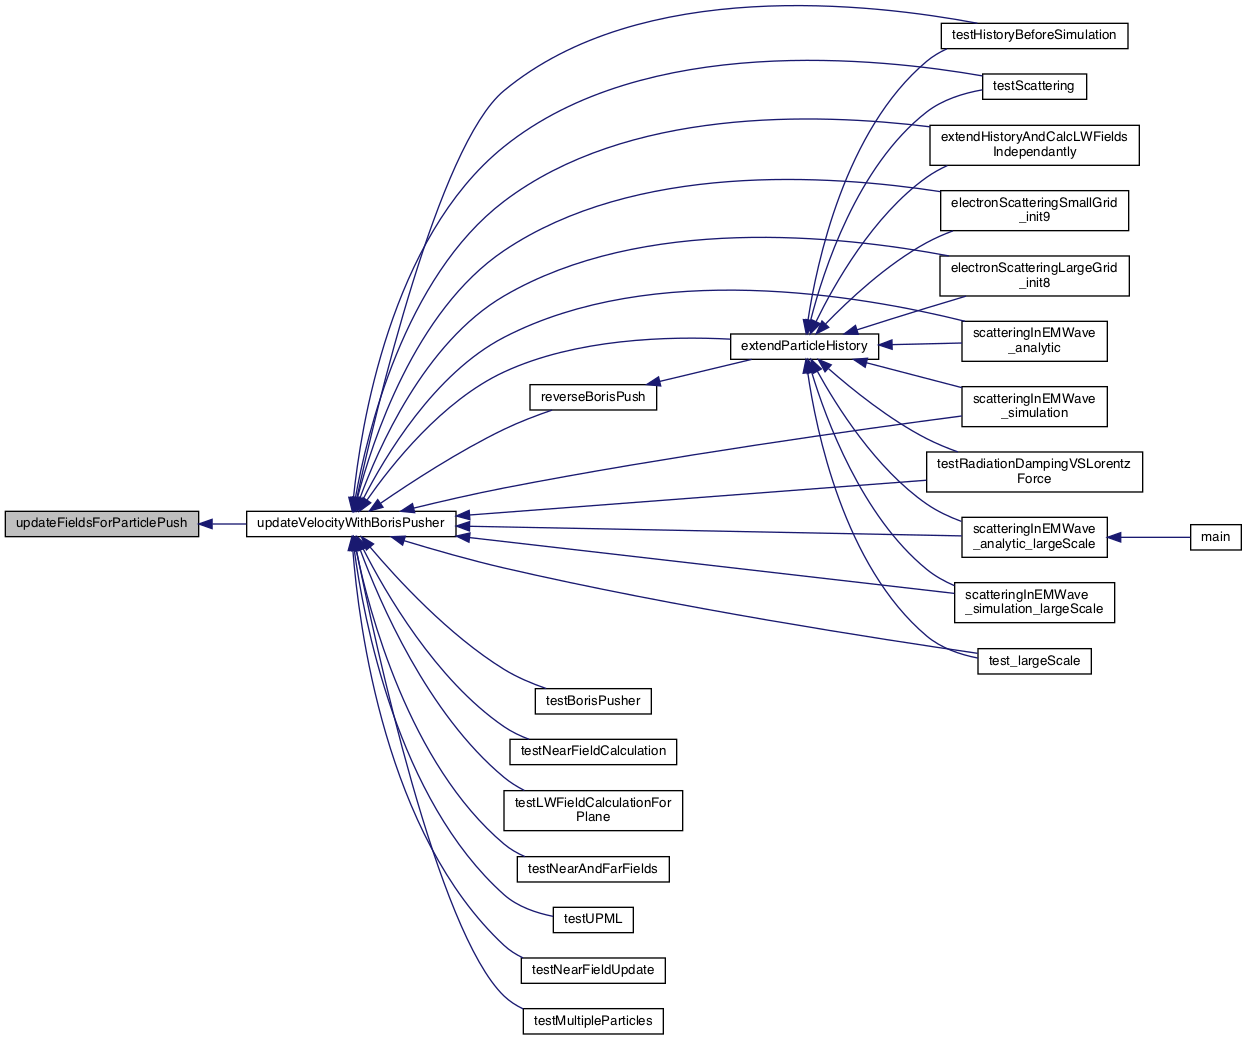 testHistoryBeforeSimulation
testScattering
extendHistoryAndCalcLWFields
Independantly
electronScatteringSmallGrid
_init9
electronScatteringLargeGrid
_init8
scatteringInEMWave
_analytic
extendParticleHistory
reverseBorisPush
scatteringInEMWave
_simulation
testRadiationDampingVSLorentz
Force
updateFieldsForParticlePush
updateVelocityWithBorisPusher
scatteringInEMWave
_analytic_largeScale
main
scatteringInEMWave
_simulation_largeScale
test_largeScale
testBorisPusher
testNearFieldCalculation
testLWFieldCalculationFor
Plane
testNearAndFarFields
testUPML
testNearFieldUpdate
testMultipleParticles